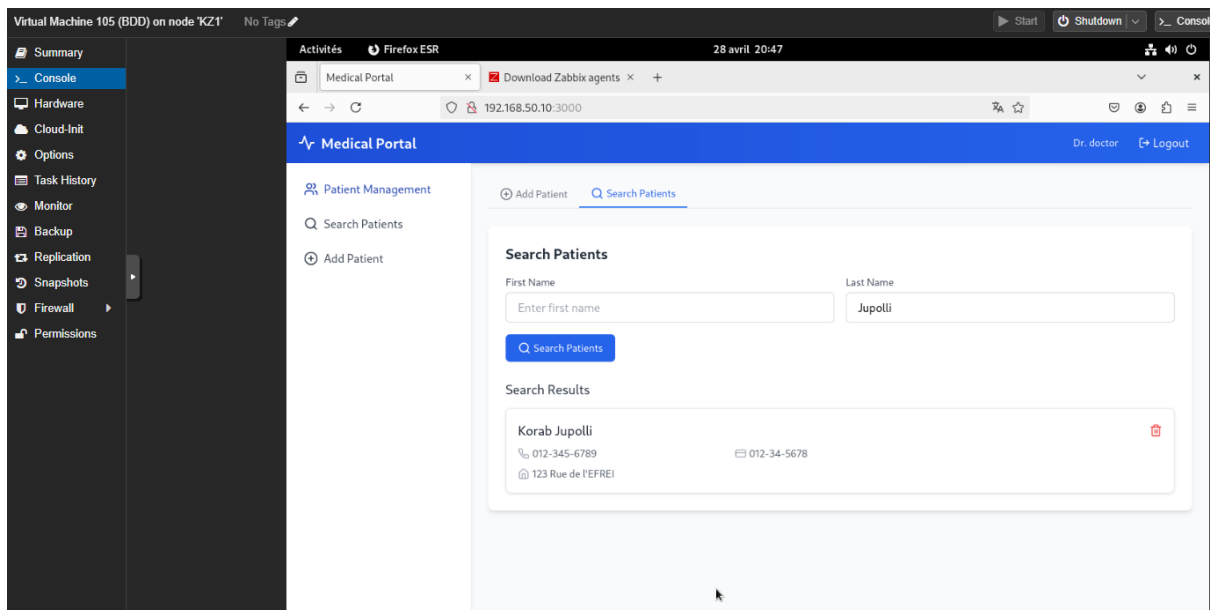 Virtual Machine 105 (BDD) on node 'KZ1' No Tags Start Shutdown >_ Consol
Summary
Console
Hardware
Cloud-Init
Options
Task History
Monitor
Backup
Replication
Snapshots
Firewall
Permissions
Activités Firefox ESR 28 avril 20:47
Medical Portal × Z Download Zabbix agents × +
192.168.50.10:3000
Medical Portal Dr. doctor Logout
Patient Management
Search Patients
Add Patient
Add Patient Search Patients
Search Patients
First Name Last Name
Enter first name Jupolli
Search Patients
Search Results
Korab Jupolli
012-345-6789 012-34-5678
123 Rue de l'EFREI